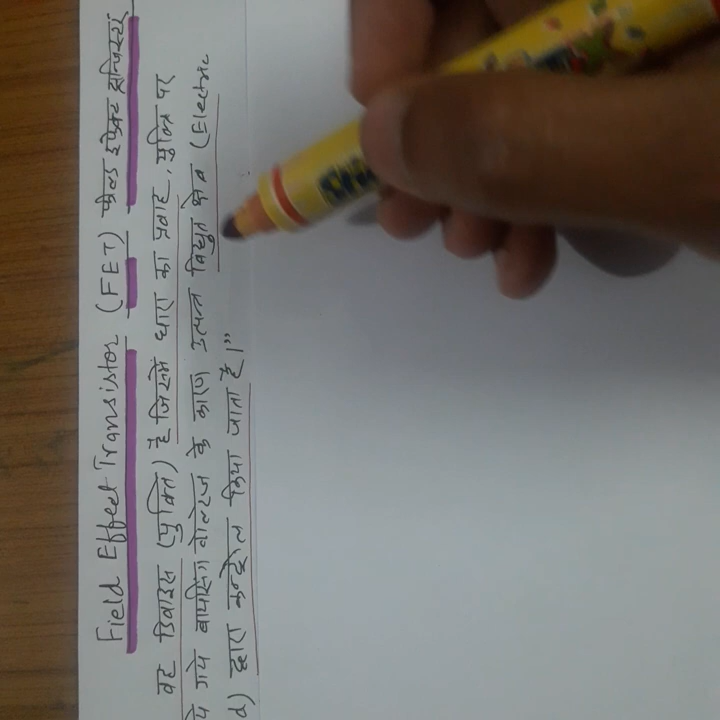 Field Effect Transistor (FET) फील्ड इफेक्ट ट्रांजिस्टर
वह डिवाइस (युक्ति) है जिसमें धारा का प्रवाह, युक्ति पर
ये गये बायसिंग वोल्टेज के कारण उत्पन्न विद्युत क्षेत्र (Electric
d) द्वारा कन्ट्रोल किया जाता है।”